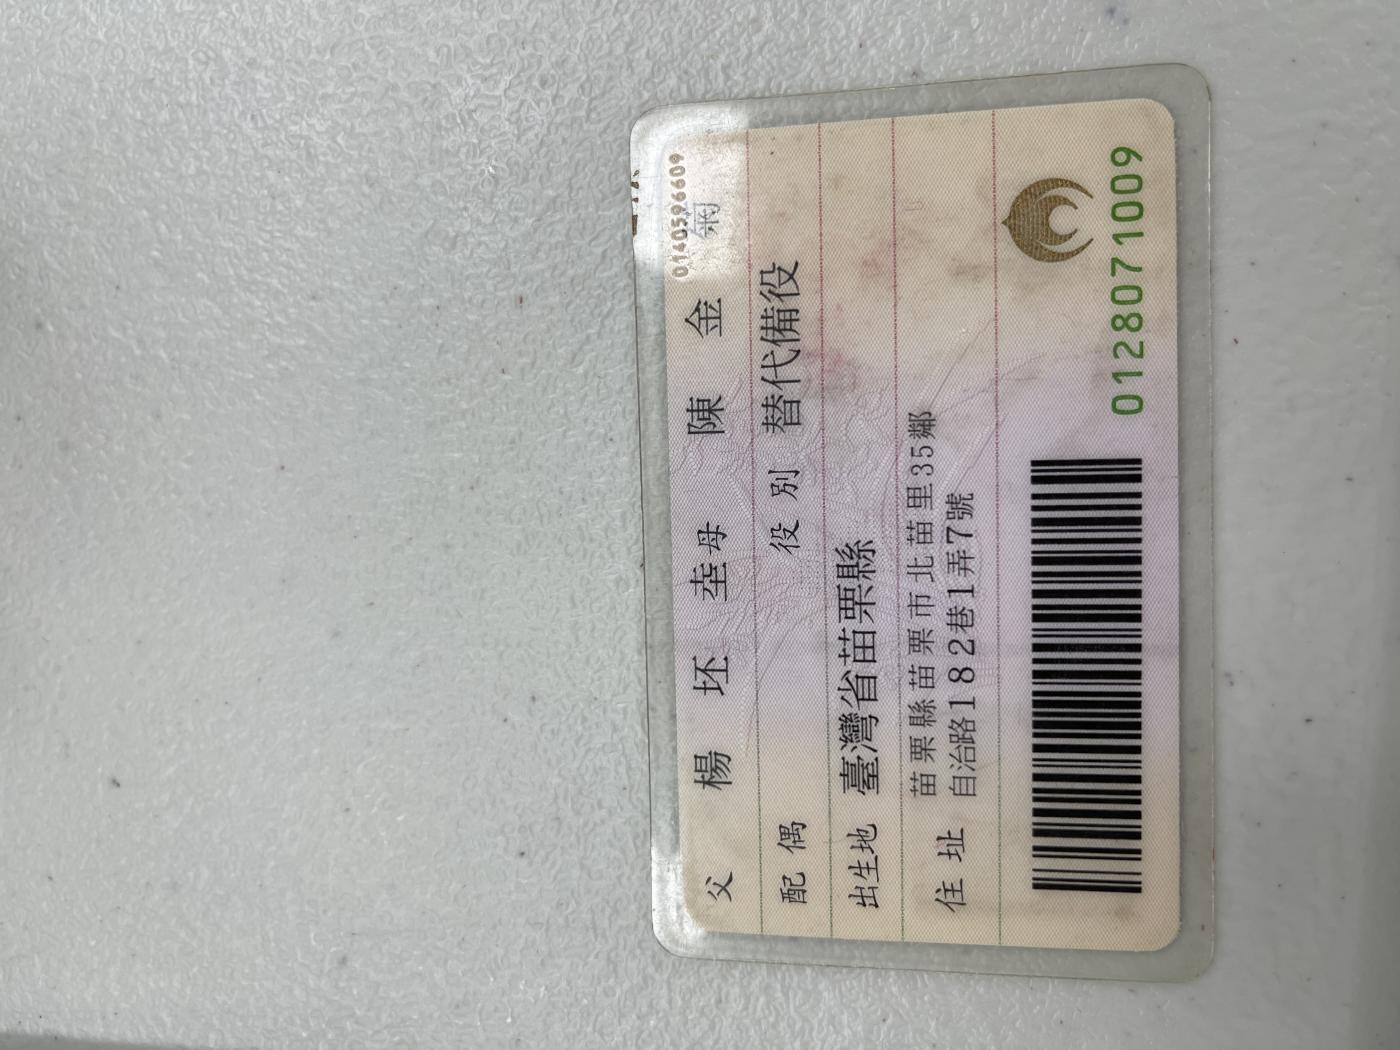 0140596609
父 楊坯坴 母 陳金菊
配偶 役別 替代備役
出生地 臺灣省苗栗縣
住址 苗栗縣苗栗市北苗里35鄰
自治路182巷1弄7號
0128071009